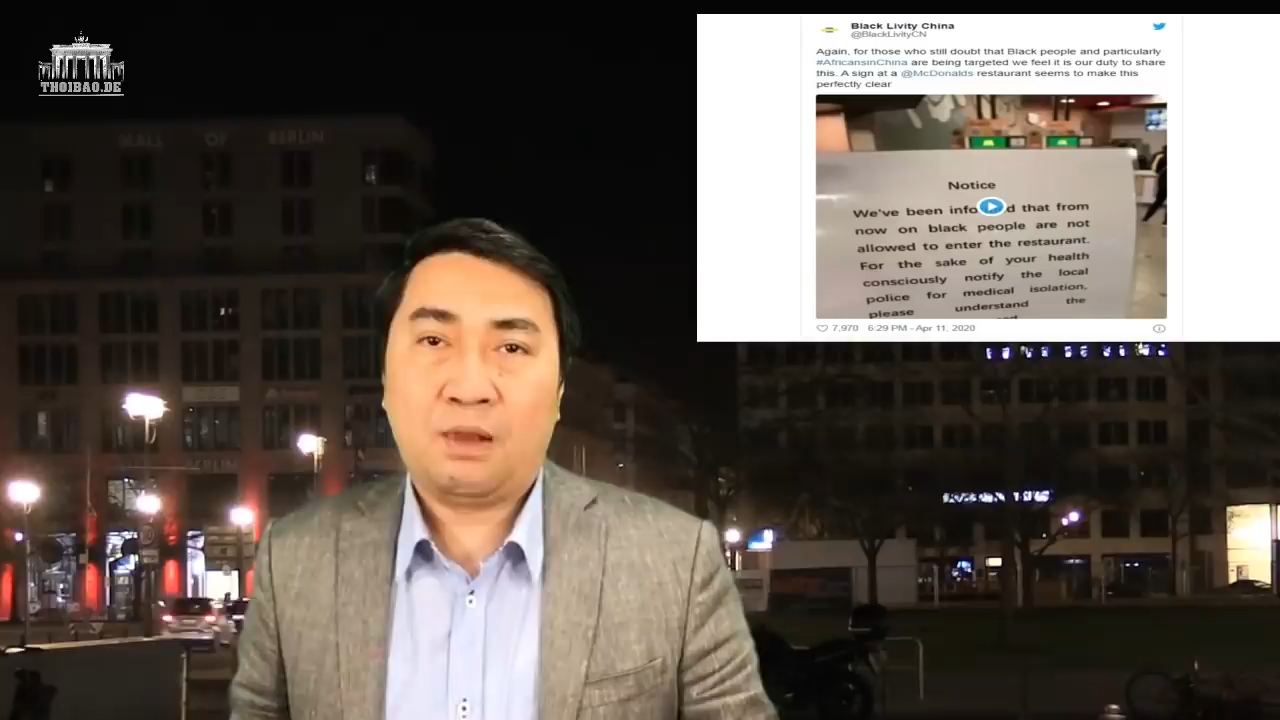 THOIBAO.DE
MALL OF BERLIN
BERLIN
Black Livity China
@BlackLivityCN
Again, for those who still doubt that Black people and particularly
#AfricansinChina are being targeted we feel it is our duty to share
this. A sign at a @McDonalds restaurant seems to make this
perfectly clear
Notice
We've been info d that from
now on black people are not
allowed to enter the restaurant.
For the sake of your health
consciously notify the local
police for medical isolation,
please understand the
7,970 6:29 PM - Apr 11, 2020